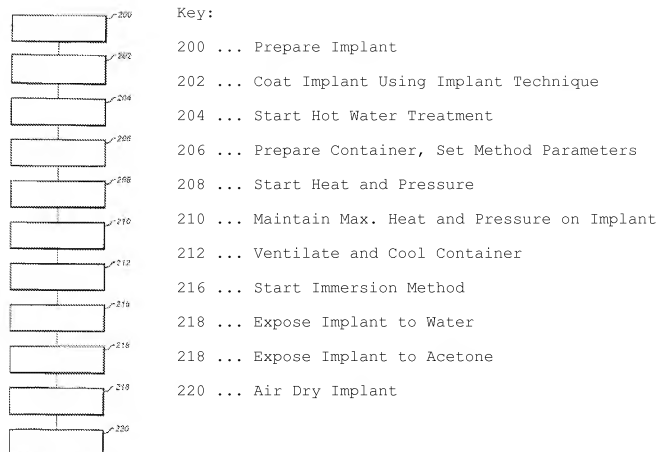 Key:
200 ... Prepare Implant
202 ... Coat Implant Using Implant Technique
204 ... Start Hot Water Treatment
206 ... Prepare Container, Set Method Parameters
208 ... Start Heat and Pressure
210 ... Maintain Max. Heat and Pressure on Implant
212 ... Ventilate and Cool Container
216 ... Start Immersion Method
218 ... Expose Implant to Water
218 ... Expose Implant to Acetone
220 ... Air Dry Implant
200
202
204
206
208
210
212
216
218
218
220